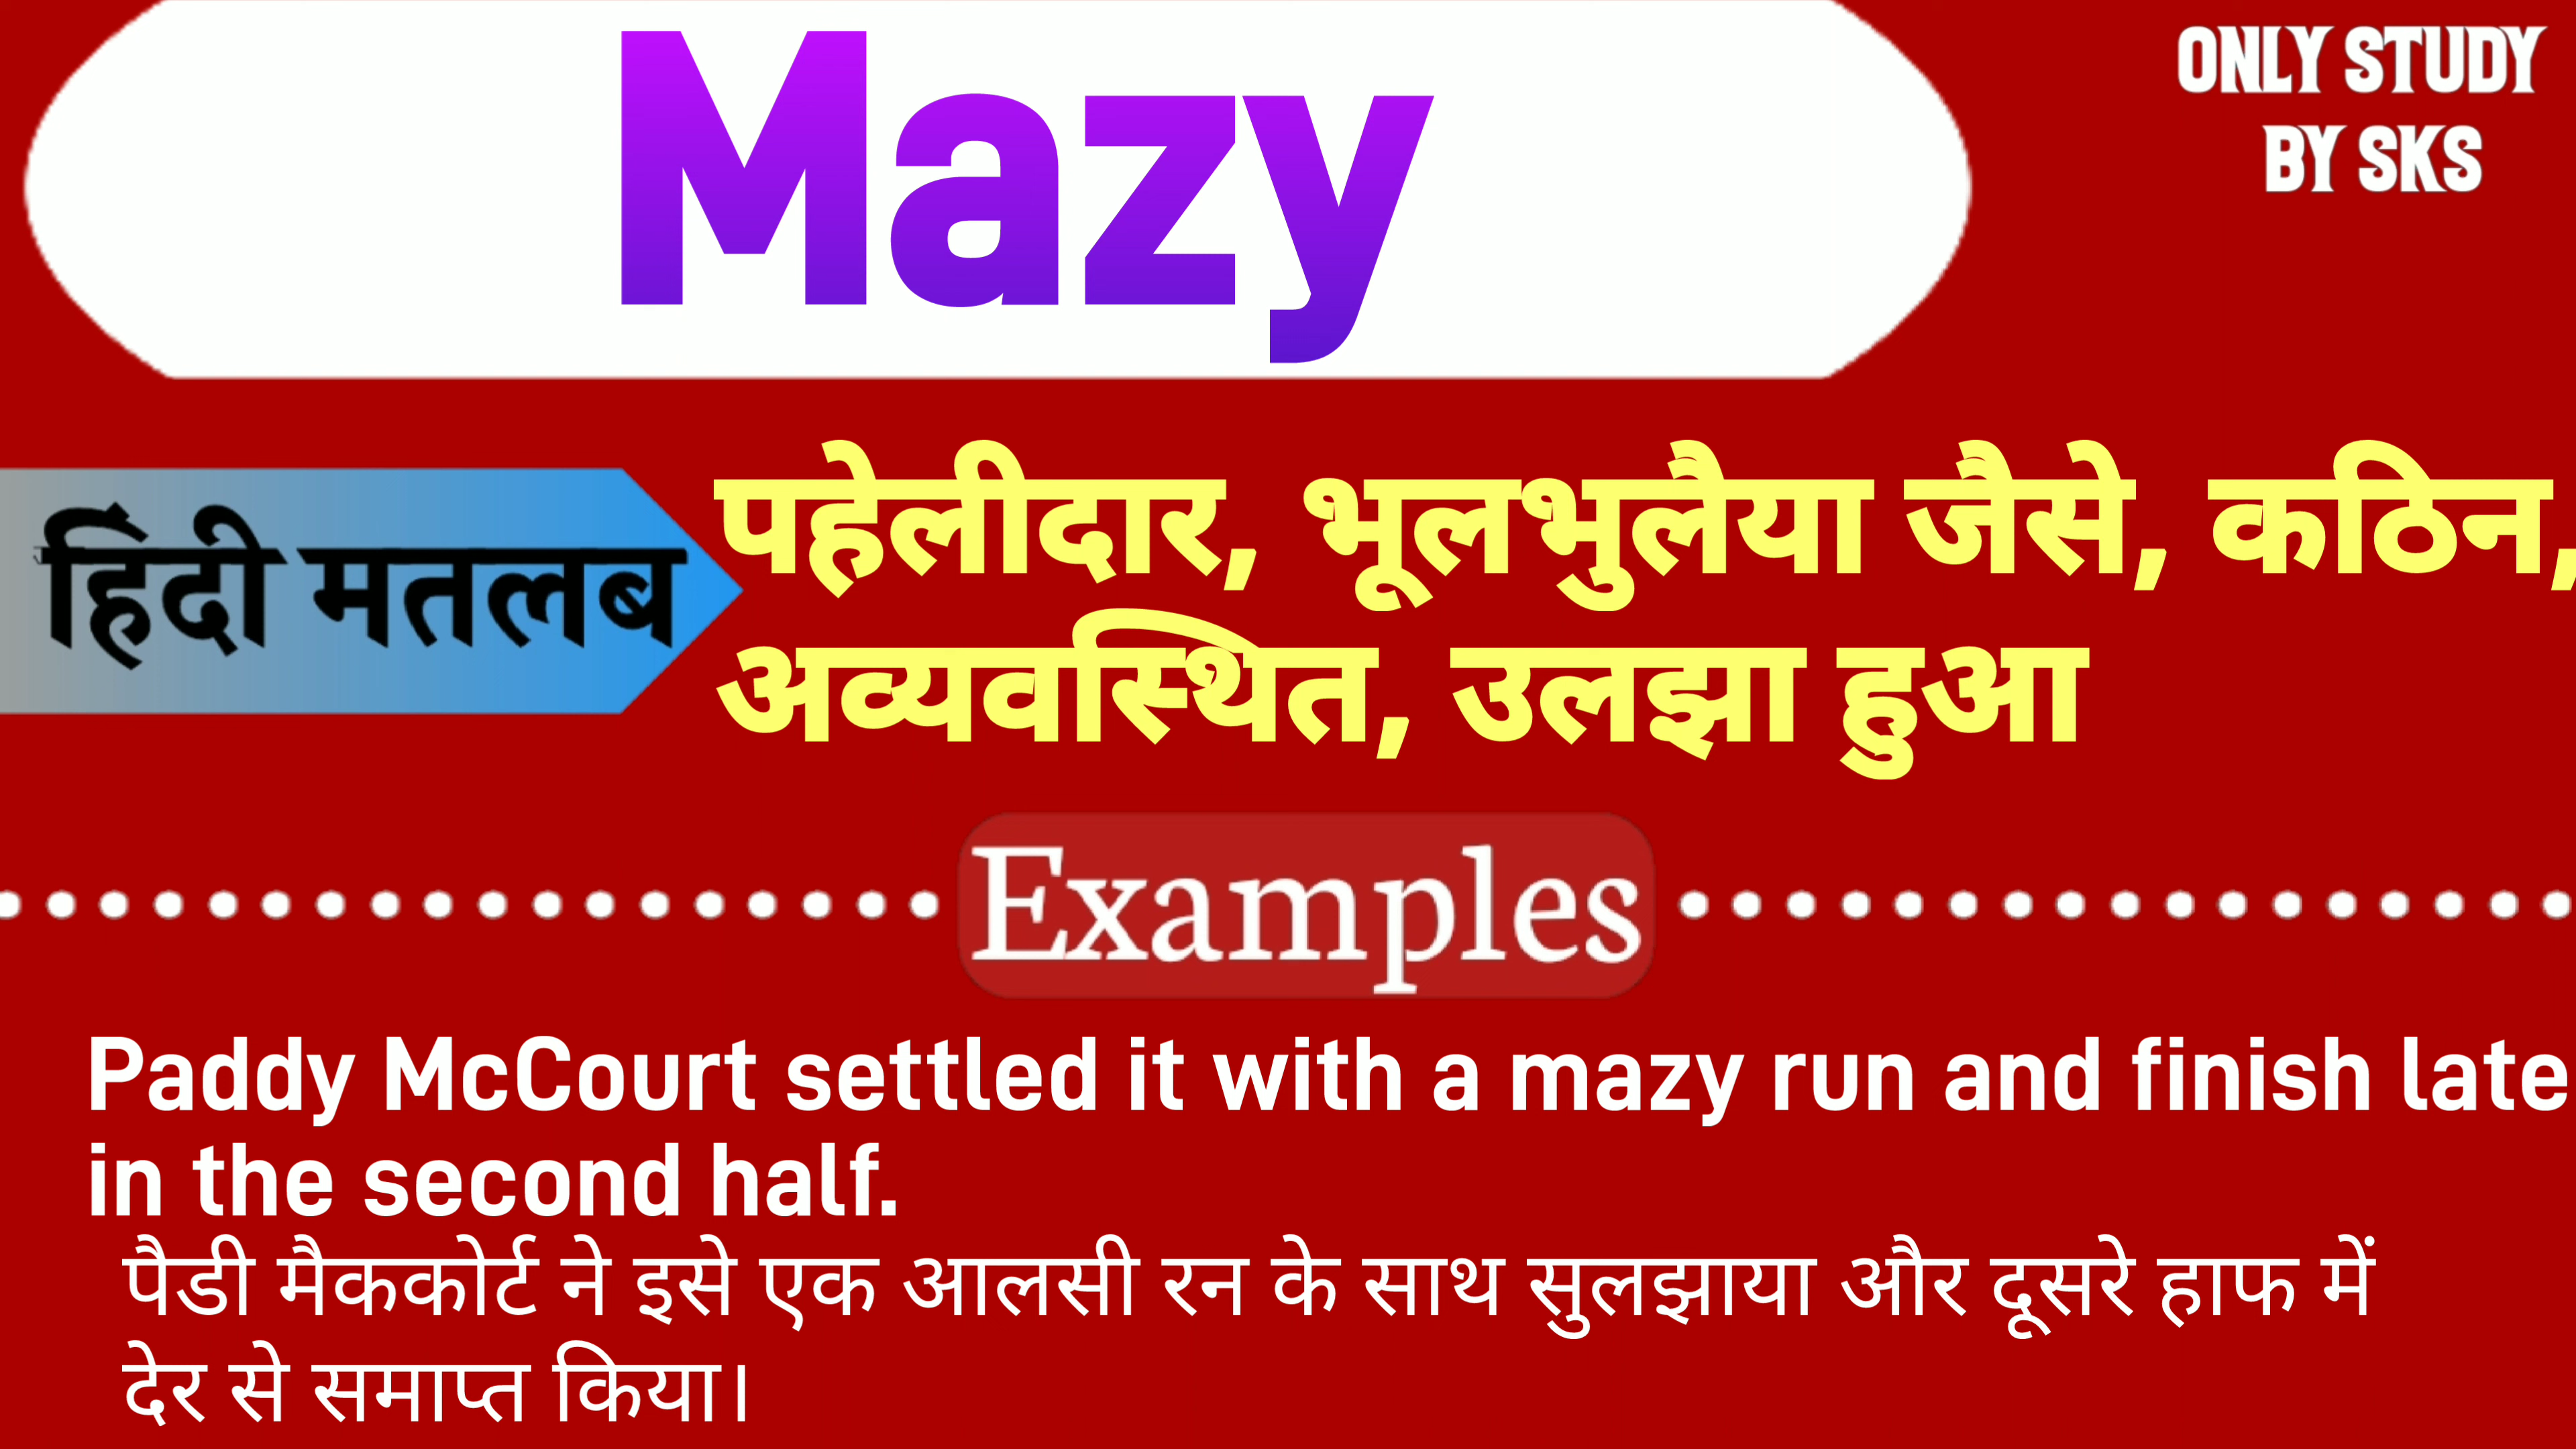 Mazy
ONLY STUDY
BY SKS
हिंदी मतलब
पहेलीदार, भूलभुलैया जैसे, कठिन,
अव्यवस्थित, उलझा हुआ
Examples
Paddy McCourt settled it with a mazy run and finish late
in the second half.
पैडी मैककोर्ट ने इसे एक आलसी रन के साथ सुलझाया और दूसरे हाफ में
देर से समाप्त किया।